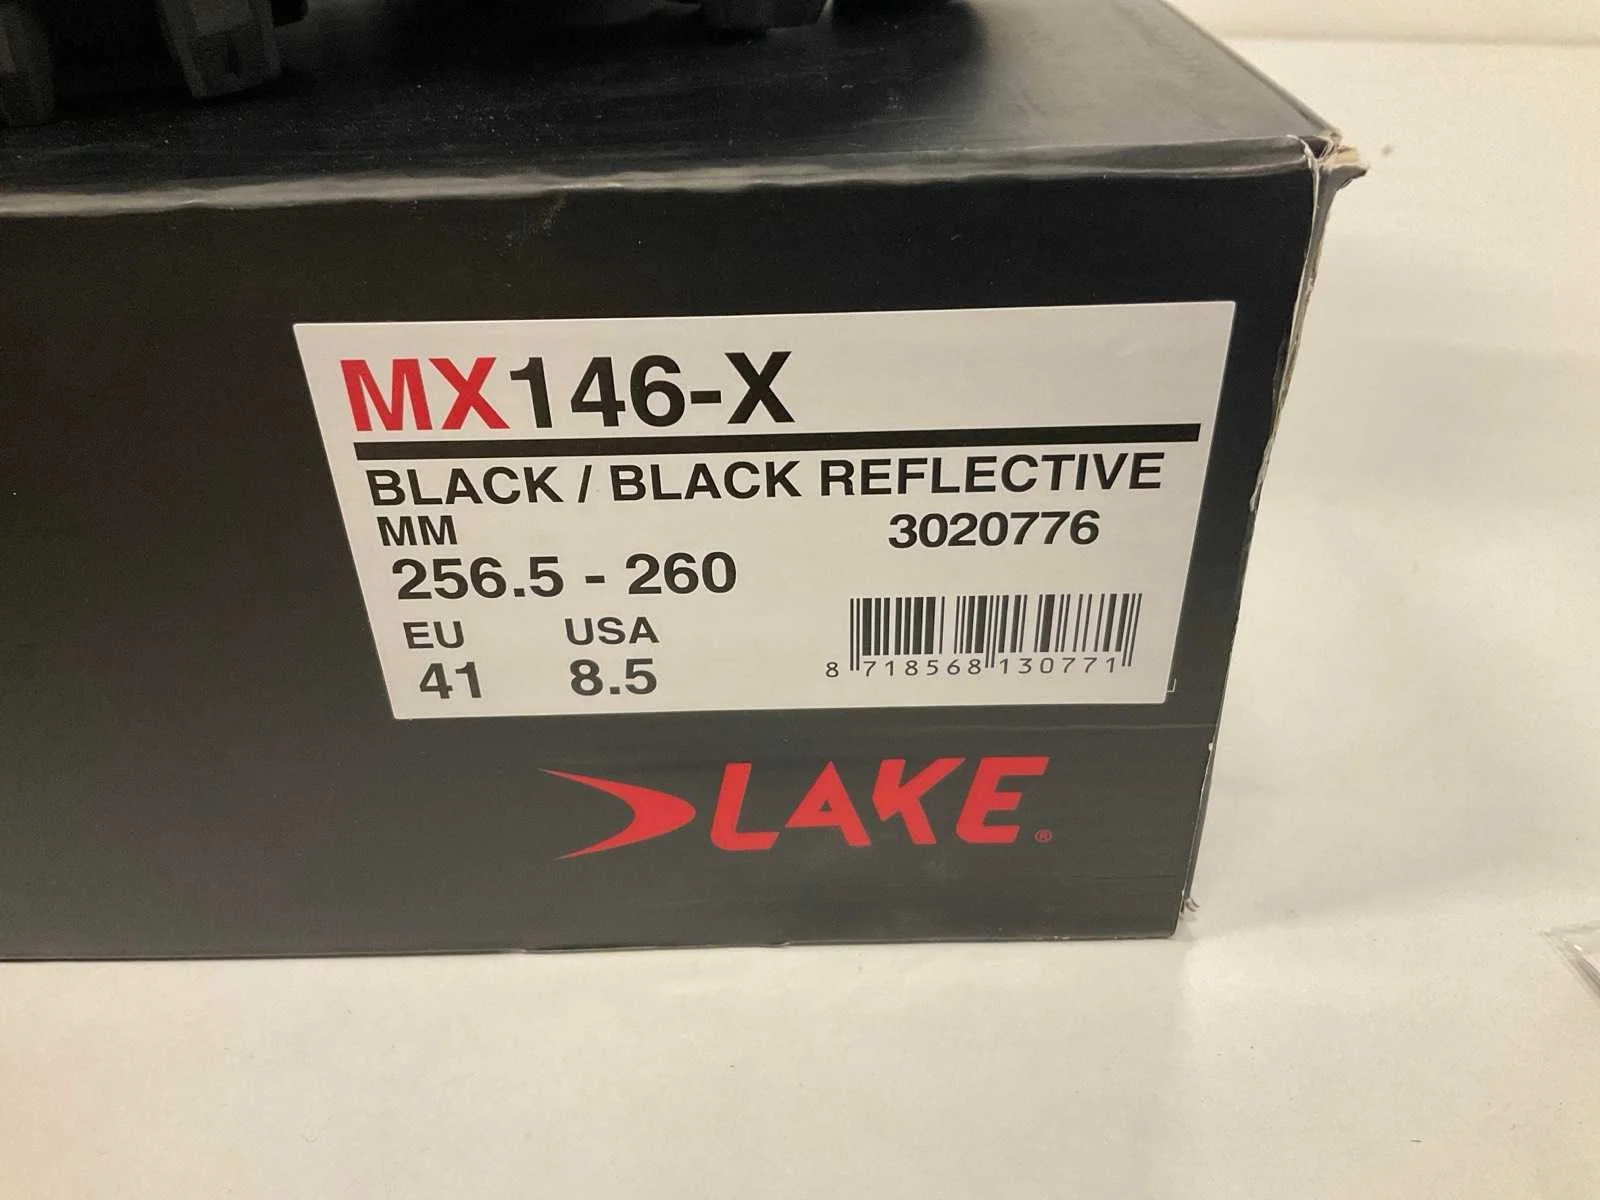 MX146-X
BLACK / BLACK REFLECTIVE
MM 3020776
256.5 - 260
EU USA
41 8.5
8 718568 130771
LAKE®